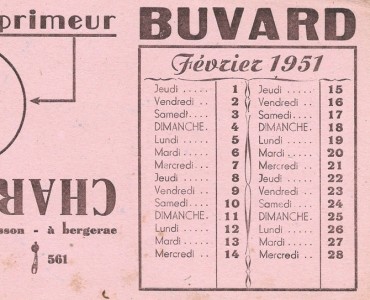 primeur
BUVARD
Février 1951
Jeudi ..... 1
Vendredi .. 2
Samedi .... 3
DIMANCHE. 4
Lundi ..... 5
Mardi ..... 6
Mercredi .. 7
Jeudi ..... 8
Vendredi .. 9
Samedi .... 10
DIMANCHE. 11
Lundi ..... 12
Mardi ..... 13
Mercredi .. 14
Jeudi ..... 15
Vendredi .. 16
Samedi .... 17
DIMANCHE. 18
Lundi ..... 19
Mardi ..... 20
Mercredi .. 21
Jeudi ..... 22
Vendredi .. 23
Samedi .... 24
DIMANCHE. 25
Lundi ..... 26
Mardi ..... 27
Mercredi .. 28
CHAR
sson - à bergerac
561